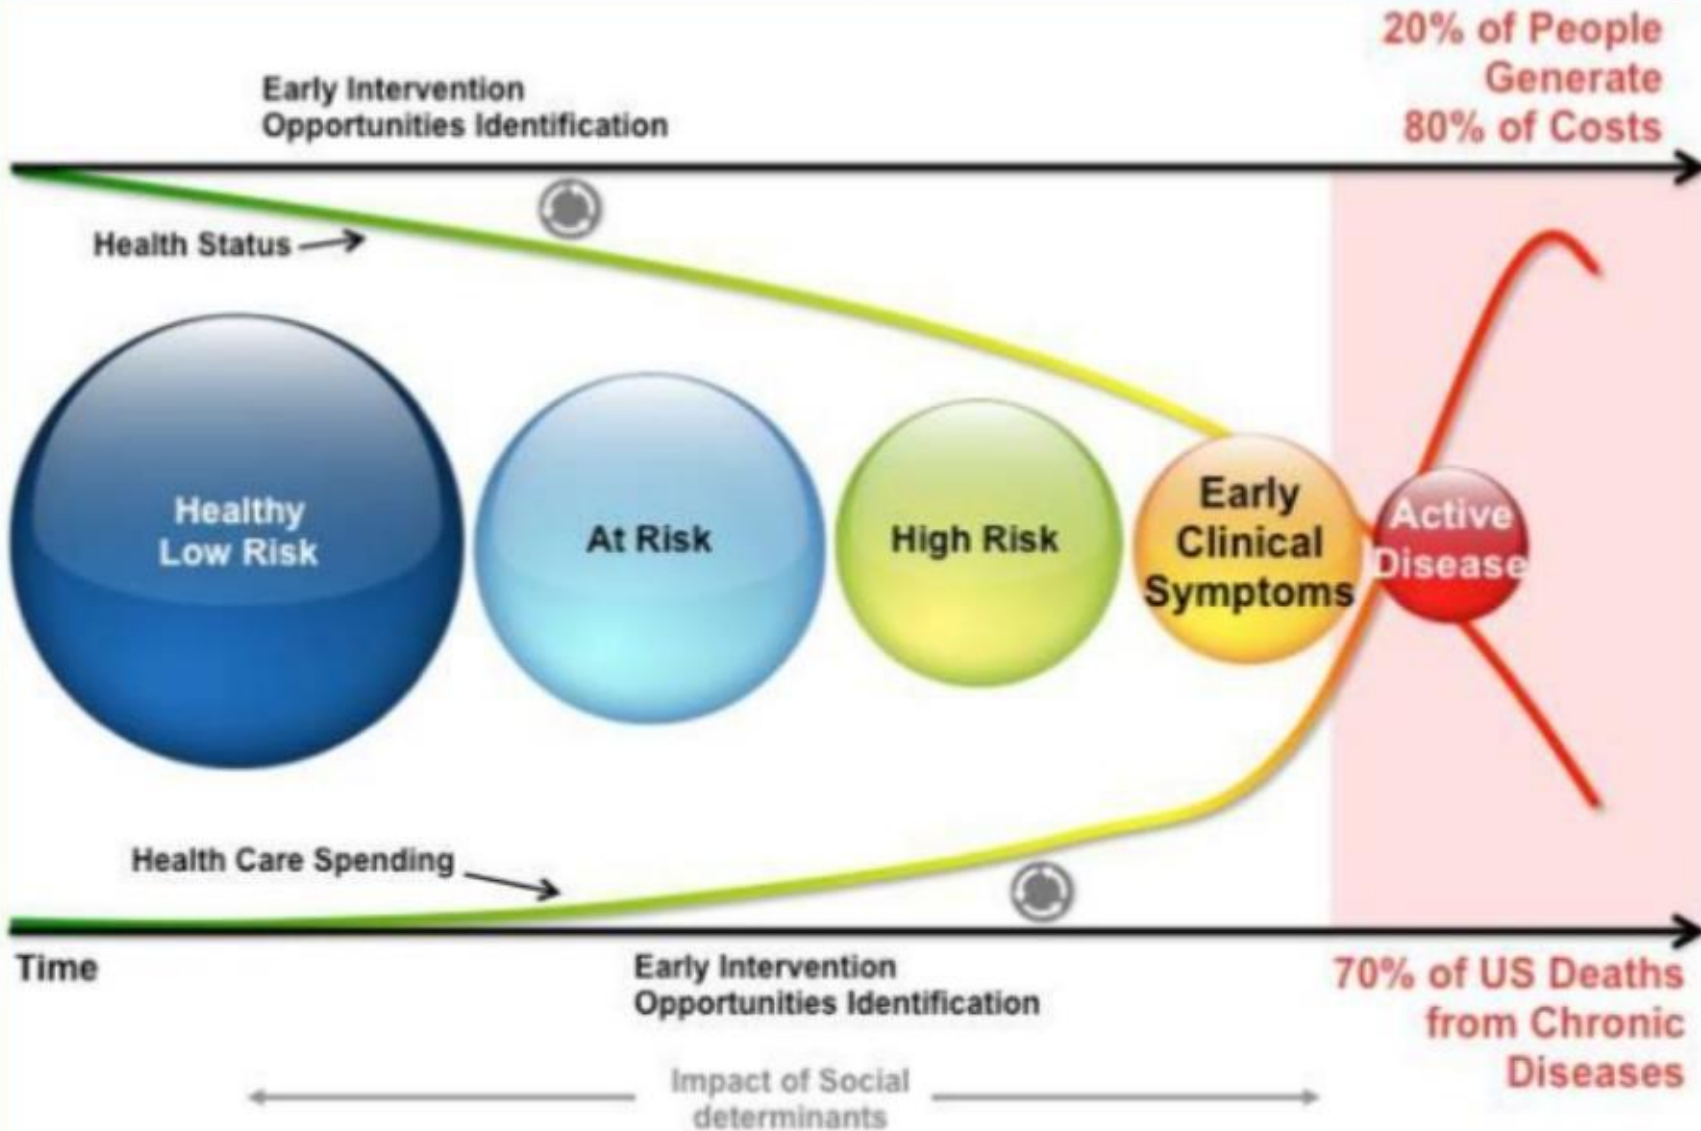 20% of People
Generate
80% of Costs
Early Intervention
Opportunities Identification
Health Status
Healthy
Low Risk
At Risk
High Risk
Early
Clinical
Symptoms
Active
Disease
Health Care Spending
Time
Early Intervention
Opportunities Identification
70% of US Deaths
from Chronic
Diseases
Impact of Social
determinants